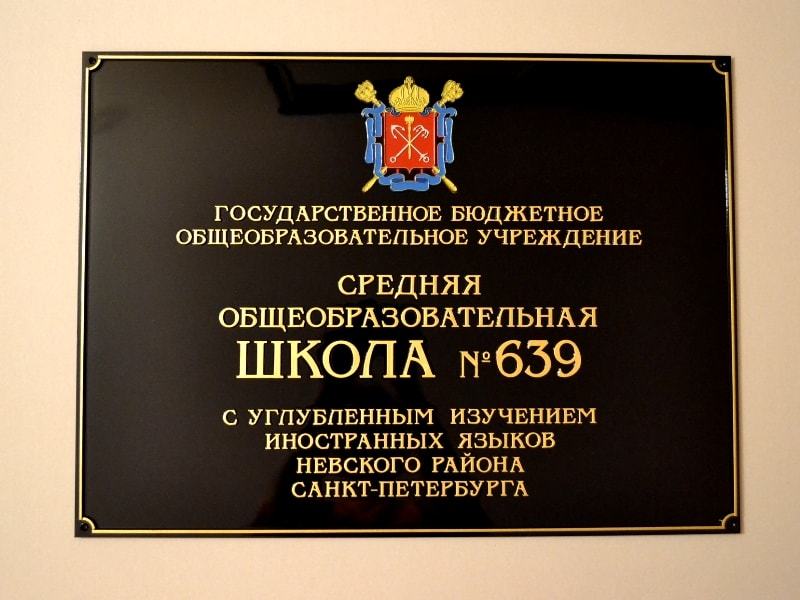 ГОСУДАРСТВЕННОЕ БЮДЖЕТНОЕ
ОБЩЕОБРАЗОВАТЕЛЬНОЕ УЧРЕЖДЕНИЕ
СРЕДНЯЯ
ОБЩЕОБРАЗОВАТЕЛЬНАЯ
ШКОЛА №639
С УГЛУБЛЕННЫМ ИЗУЧЕНИЕМ
ИНОСТРАННЫХ ЯЗЫКОВ
НЕВСКОГО РАЙОНА
САНКТ-ПЕТЕРБУРГА